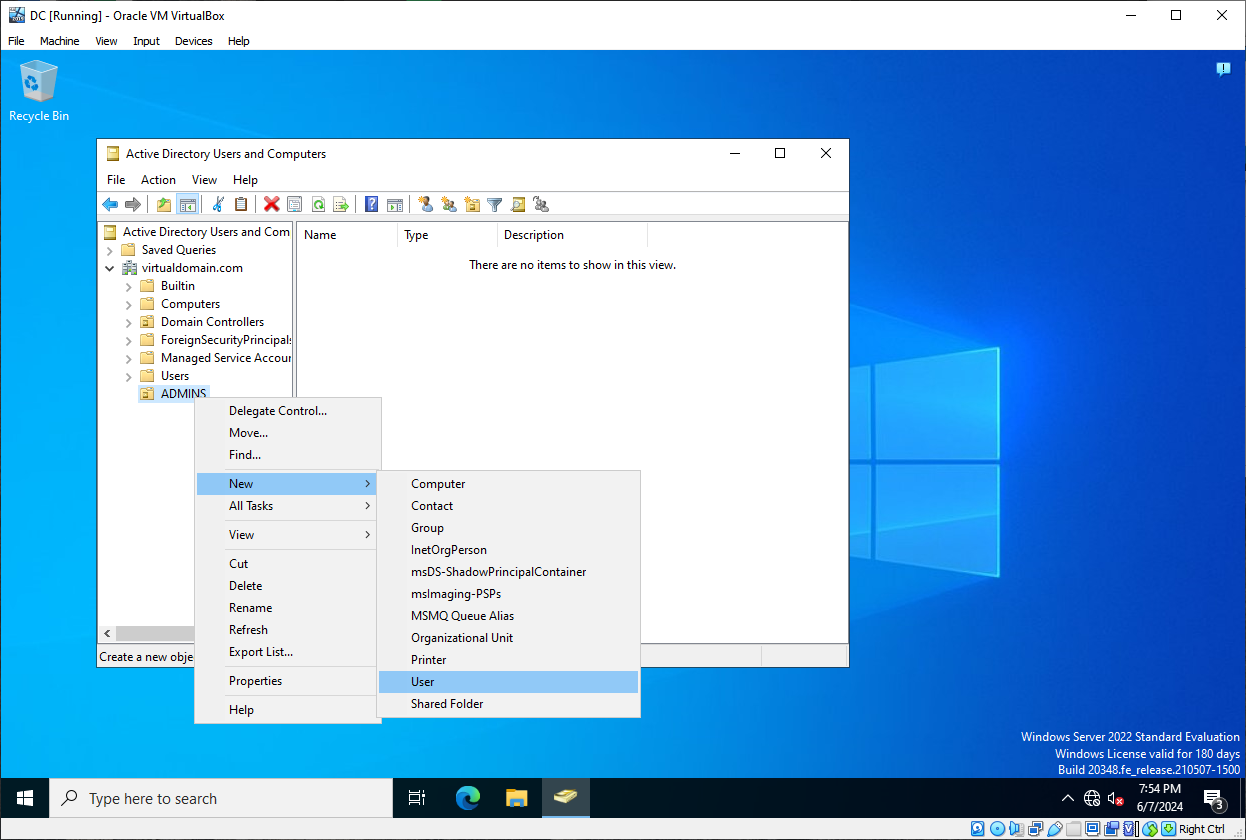 DC [Running] - Oracle VM VirtualBox
File Machine View Input Devices Help
Recycle Bin
Active Directory Users and Computers
File Action View Help
Active Directory Users and Com
Saved Queries
virtualdomain.com
Builtin
Computers
Domain Controllers
ForeignSecurityPrincipals
Managed Service Accour
Users
ADMINS
Name Type Description
There are no items to show in this view.
Delegate Control...
Move...
Find...
New
All Tasks
View
Cut
Delete
Rename
Refresh
Export List...
Properties
Help
Computer
Contact
Group
InetOrgPerson
msDS-ShadowPrincipalContainer
msImaging-PSPs
MSMQ Queue Alias
Organizational Unit
Printer
User
Shared Folder
Create a new obje
Windows Server 2022 Standard Evaluation
Windows License valid for 180 days
Build 20348.fe_release.210507-1500
Type here to search
7:54 PM
6/7/2024
3
Right Ctrl